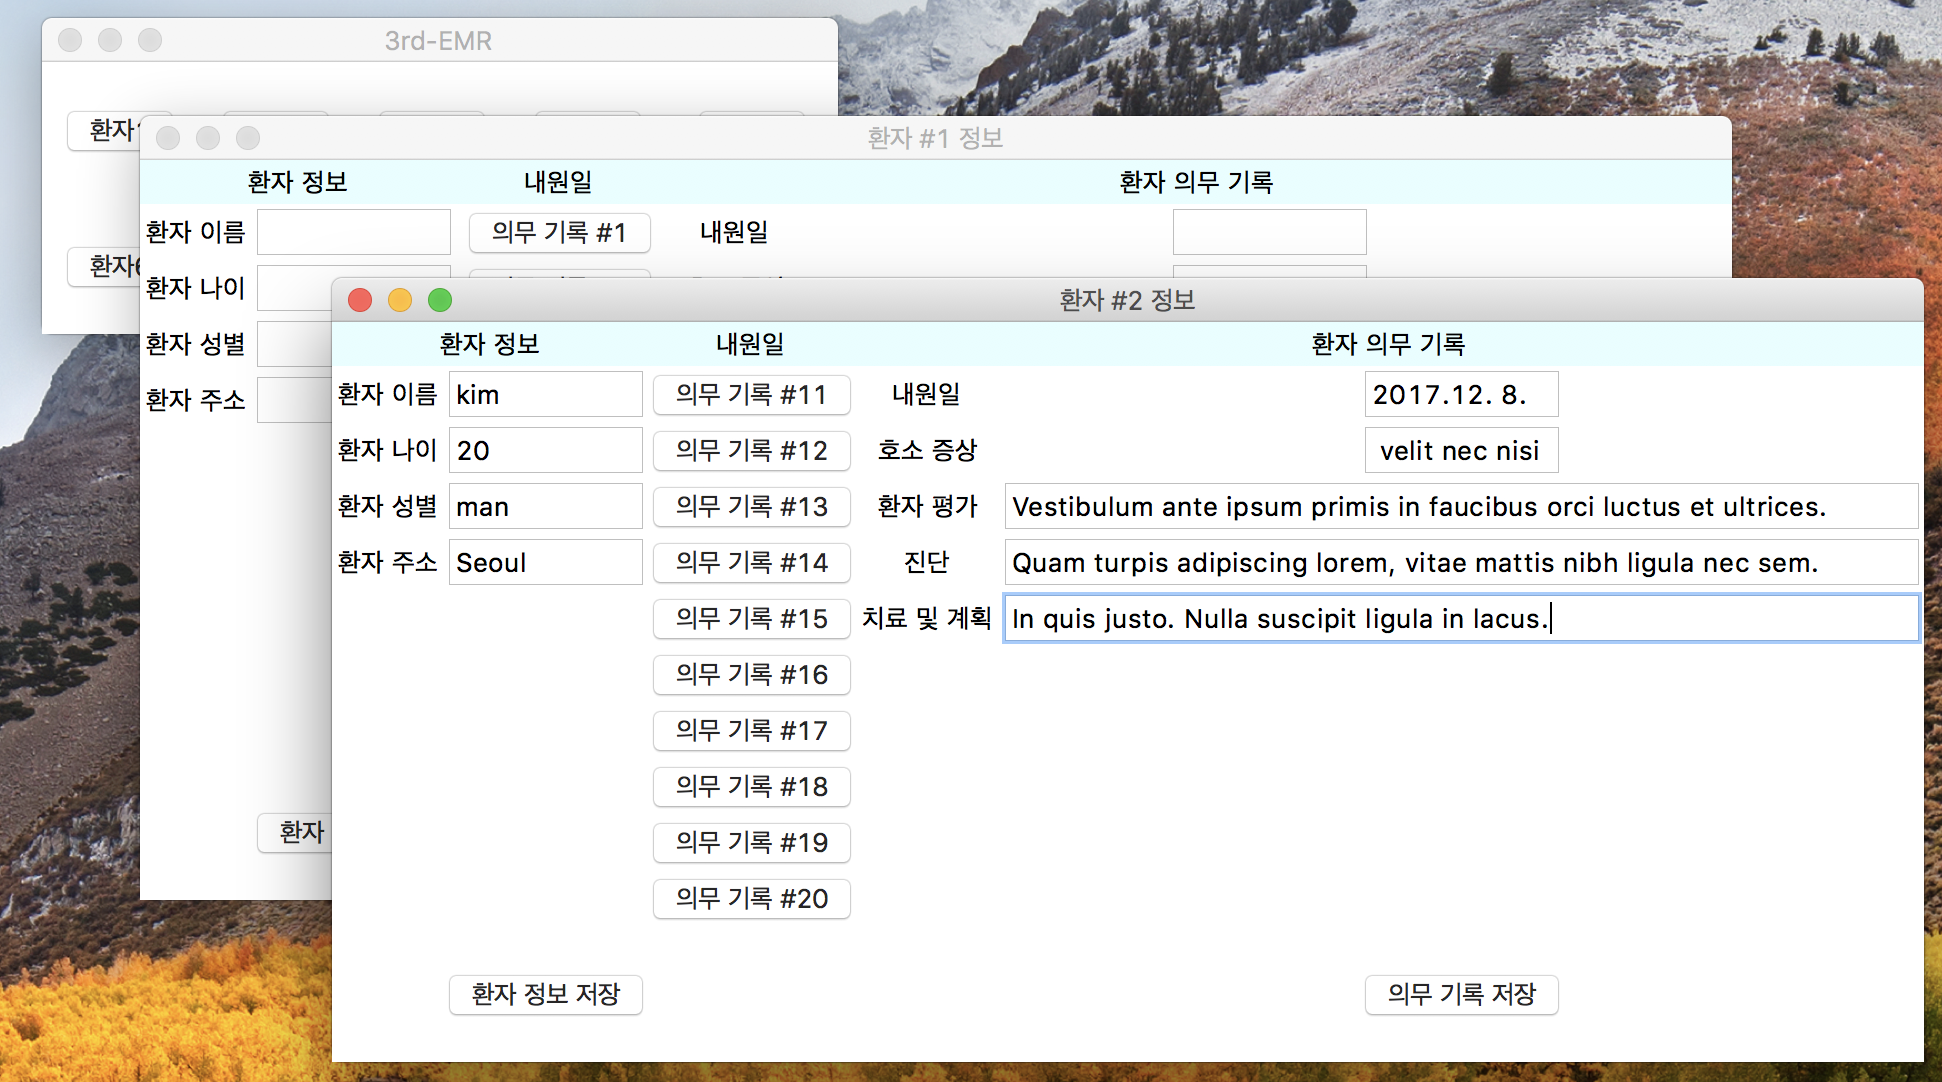 3rd-EMR
환자
환자
환자 #1 정보
환자 정보 내원일 환자 의무 기록
환자 이름 의무 기록 #1 내원일
환자 나이
환자 성별
환자 주소
환자
환자 #2 정보
환자 정보 내원일 환자 의무 기록
환자 이름 kim 의무 기록 #11 내원일 2017.12. 8.
환자 나이 20 의무 기록 #12 호소 증상 velit nec nisi
환자 성별 man 의무 기록 #13 환자 평가 Vestibulum ante ipsum primis in faucibus orci luctus et ultrices.
환자 주소 Seoul 의무 기록 #14 진단 Quam turpis adipiscing lorem, vitae mattis nibh ligula nec sem.
의무 기록 #15 치료 및 계획 In quis justo. Nulla suscipit ligula in lacus.
의무 기록 #16
의무 기록 #17
의무 기록 #18
의무 기록 #19
의무 기록 #20
환자 정보 저장 의무 기록 저장